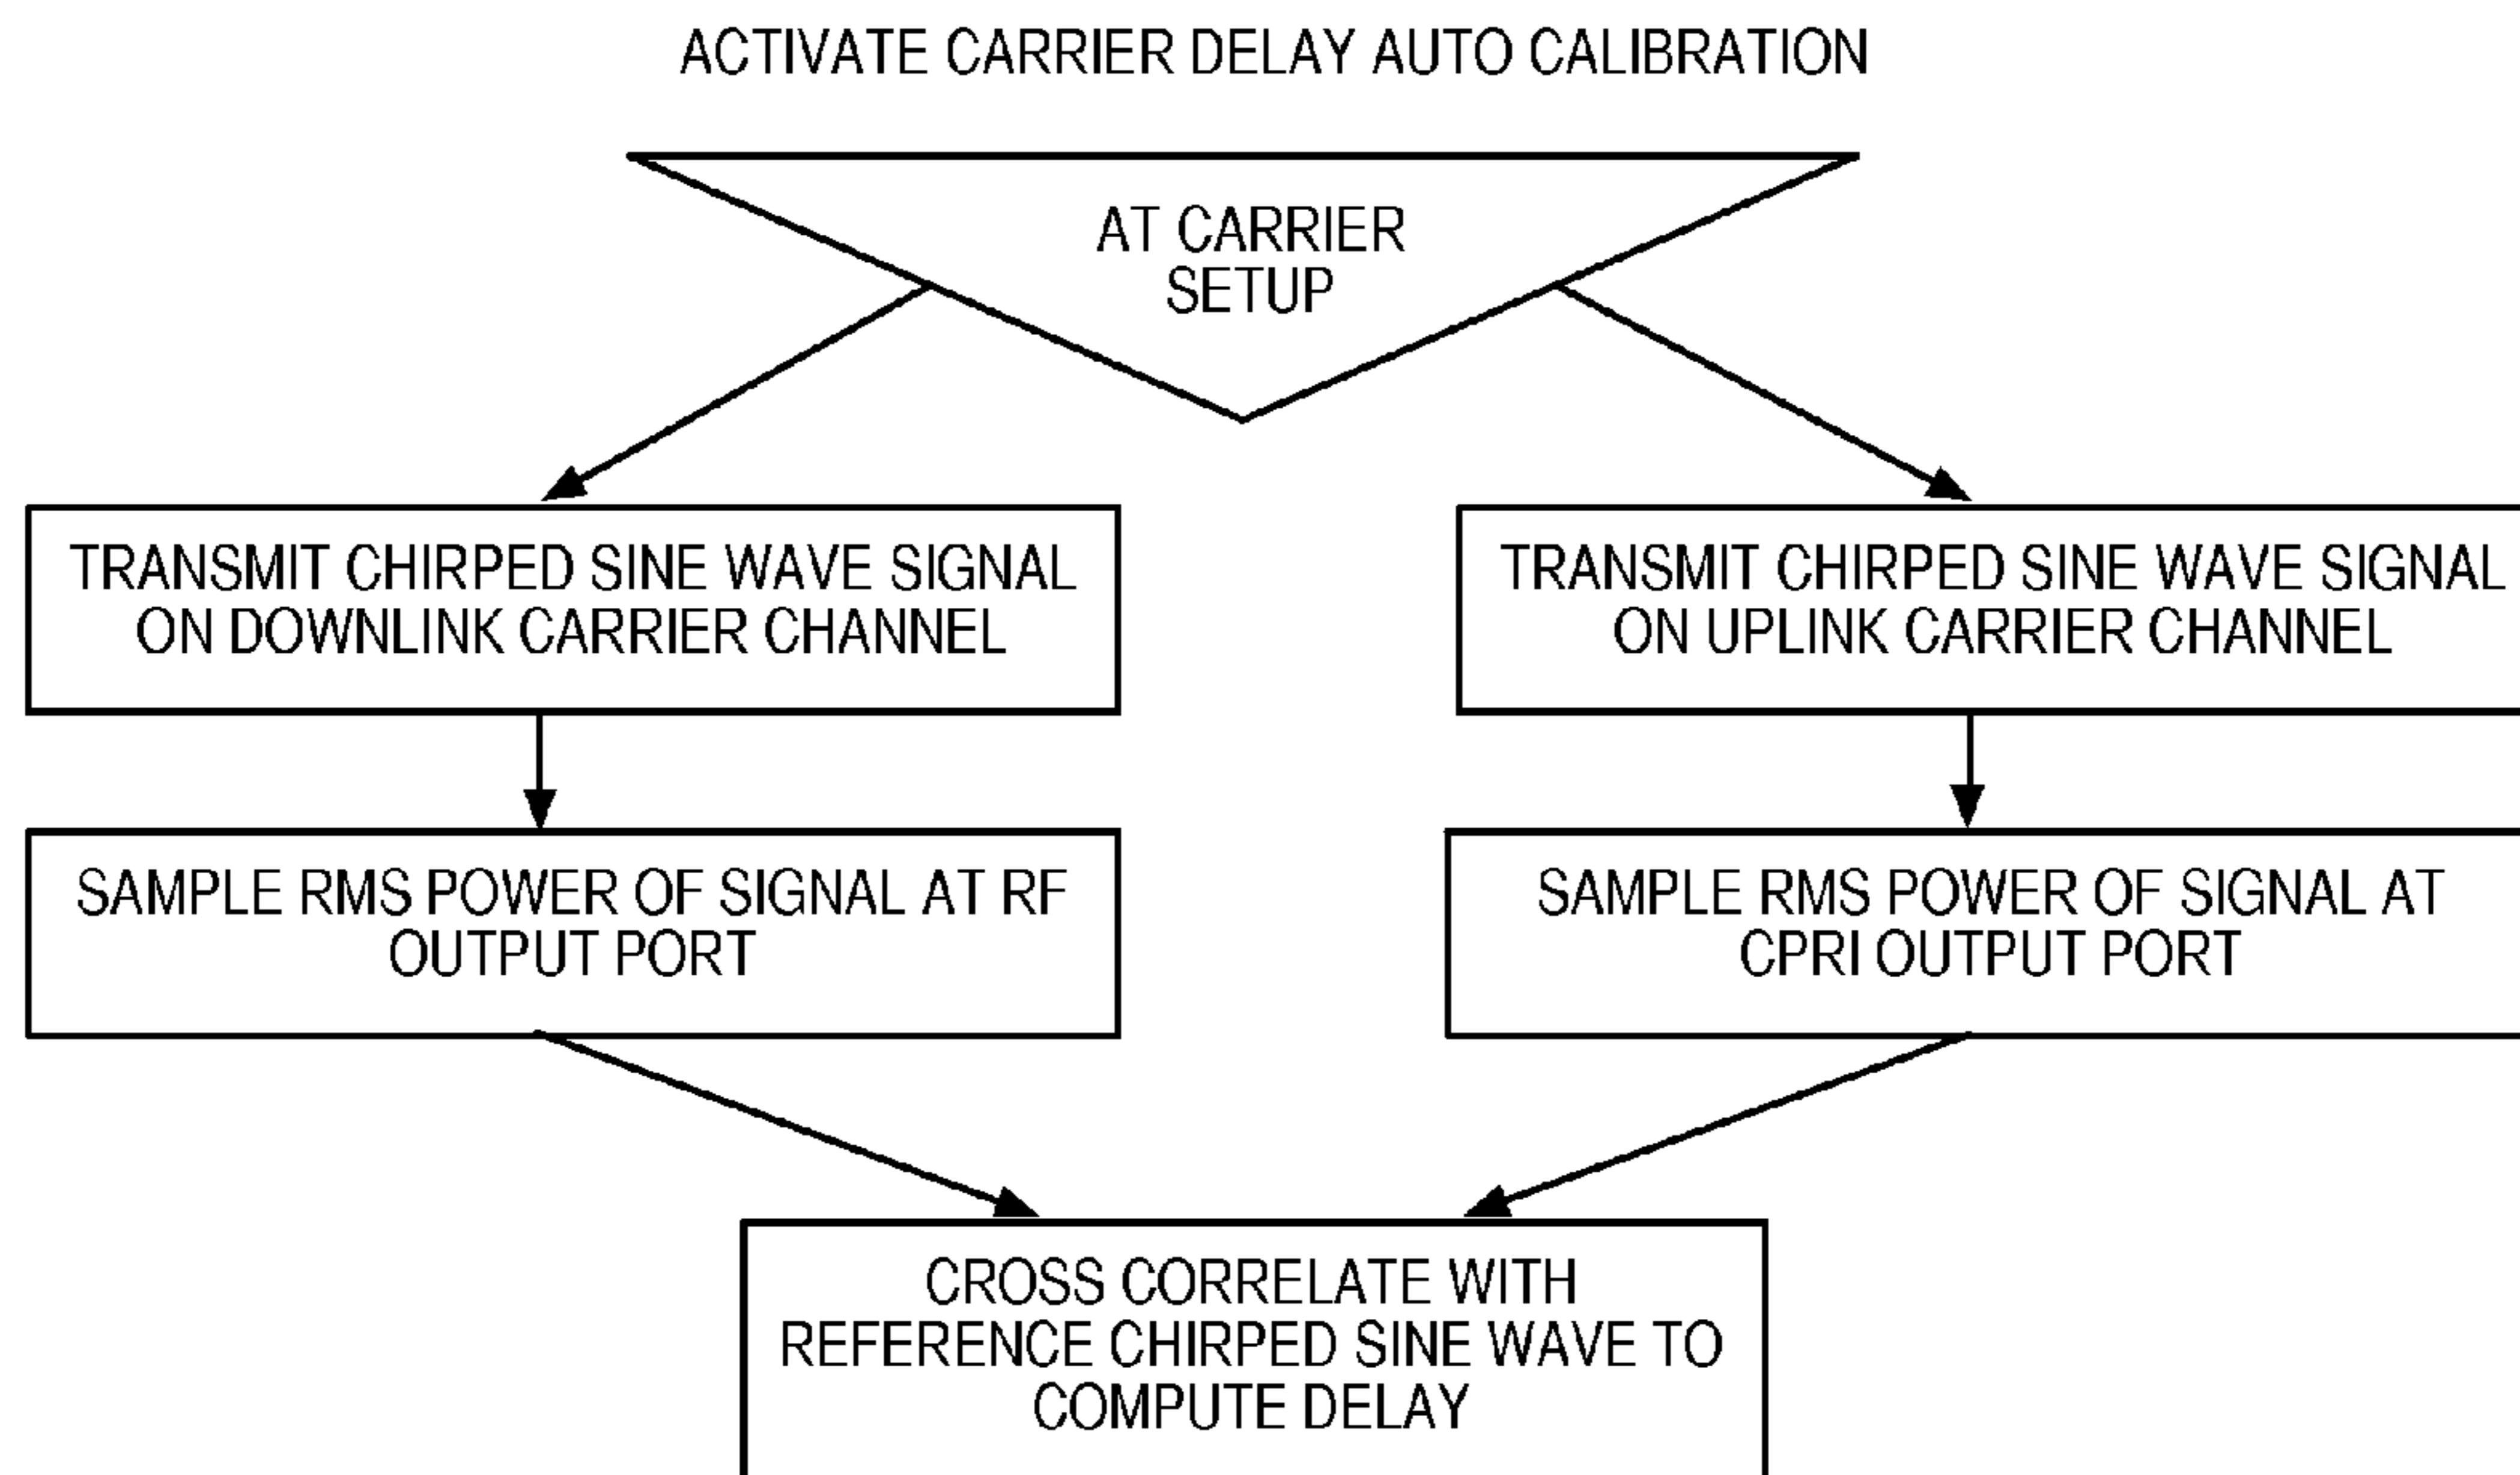 ACTIVATE CARRIER DELAY AUTO CALIBRATION
AT CARRIER
SETUP
TRANSMIT CHIRPED SINE WAVE SIGNAL
ON DOWNLINK CARRIER CHANNEL
TRANSMIT CHIRPED SINE WAVE SIGNAL
ON UPLINK CARRIER CHANNEL
SAMPLE RMS POWER OF SIGNAL AT RF
OUTPUT PORT
SAMPLE RMS POWER OF SIGNAL AT
CPRI OUTPUT PORT
CROSS CORRELATE WITH
REFERENCE CHIRPED SINE WAVE TO
COMPUTE DELAY